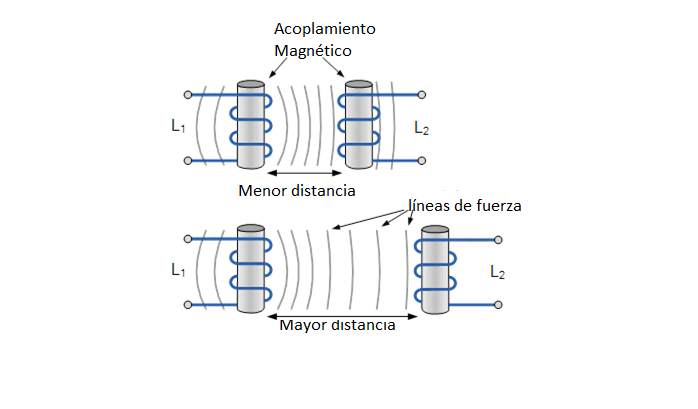 Acoplamiento
Magnético
L1
L2
Menor distancia
líneas de fuerza
L1
L2
Mayor distancia